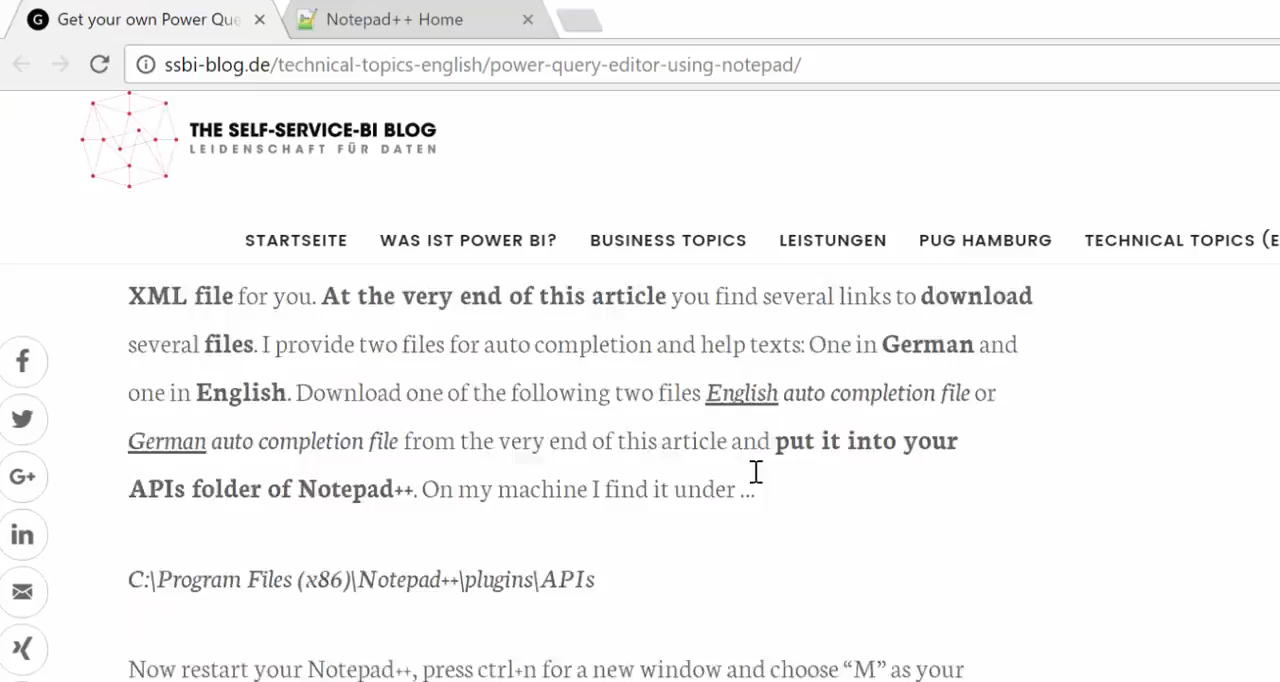 Get your own Power Que
Notepad++ Home
ssbi-blog.de/technical-topics-english/power-query-editor-using-notepad/
THE SELF-SERVICE-BI BLOG
LEIDENSCHAFT FÜR DATEN
STARTSEITE WAS IST POWER BI? BUSINESS TOPICS LEISTUNGEN PUG HAMBURG TECHNICAL TOPICS (E
XML file for you. At the very end of this article you find several links to download
several files. I provide two files for auto completion and help texts: One in German and
one in English. Download one of the following two files English auto completion file or
German auto completion file from the very end of this article and put it into your
APIs folder of Notepad++. On my machine I find it under ...
C:\Program Files (x86)\Notepad++\plugins\APIs
Now restart your Notepad++, press ctrl+n for a new window and choose “M” as your